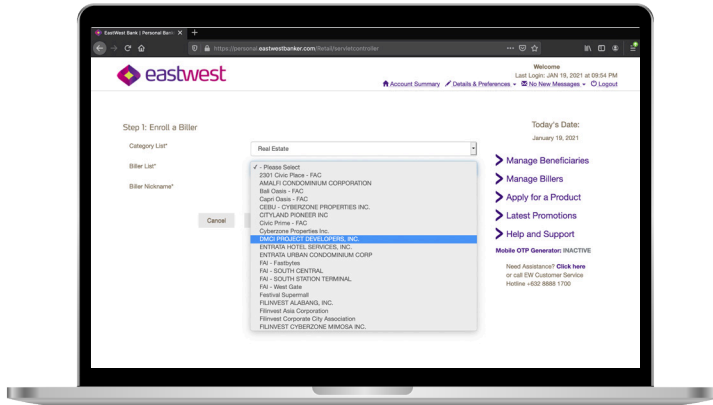 EastWest Bank | Personal Bank
https://personal.eastwestbanker.com/Retail/servletcontroller
eastwest
Welcome
Last Login: JAN 19, 2021 at 09:54 PM
Account Summary Details & Preferences No New Messages Logout
Step 1: Enroll a Biller
Category List*
Real Estate
Biller List*
- Please Select
2301 Civic Place - FAC
AMALFI CONDOMINIUM CORPORATION
Biller Nickname*
Bali Oasis - FAC
Capri Oasis - FAC
CEBU - CYBERZONE PROPERTIES INC.
CITYLAND PIONEER INC
Cancel
Civic Prime - FAC
Cyberzone Properties Inc.
DMCI PROJECT DEVELOPERS, INC.
ENTRATA HOTEL SERVICES, INC.
ENTRATA URBAN CONDOMINIUM CORP
FAI - Fastbytes
FAI - SOUTH CENTRAL
FAI - SOUTH STATION TERMINAL
FAI - West Gate
Festival Supermall
FILINVEST ALABANG, INC.
Filinvest Asia Corporation
Filinvest Corporate City Association
FILINVEST CYBERZONE MIMOSA INC.
Today's Date:
January 19, 2021
Manage Beneficiaries
Manage Billers
Apply for a Product
Latest Promotions
Help and Support
Mobile OTP Generator: INACTIVE
Need Assistance? Click here
or call EW Customer Service
Hotline +632 8888 1700